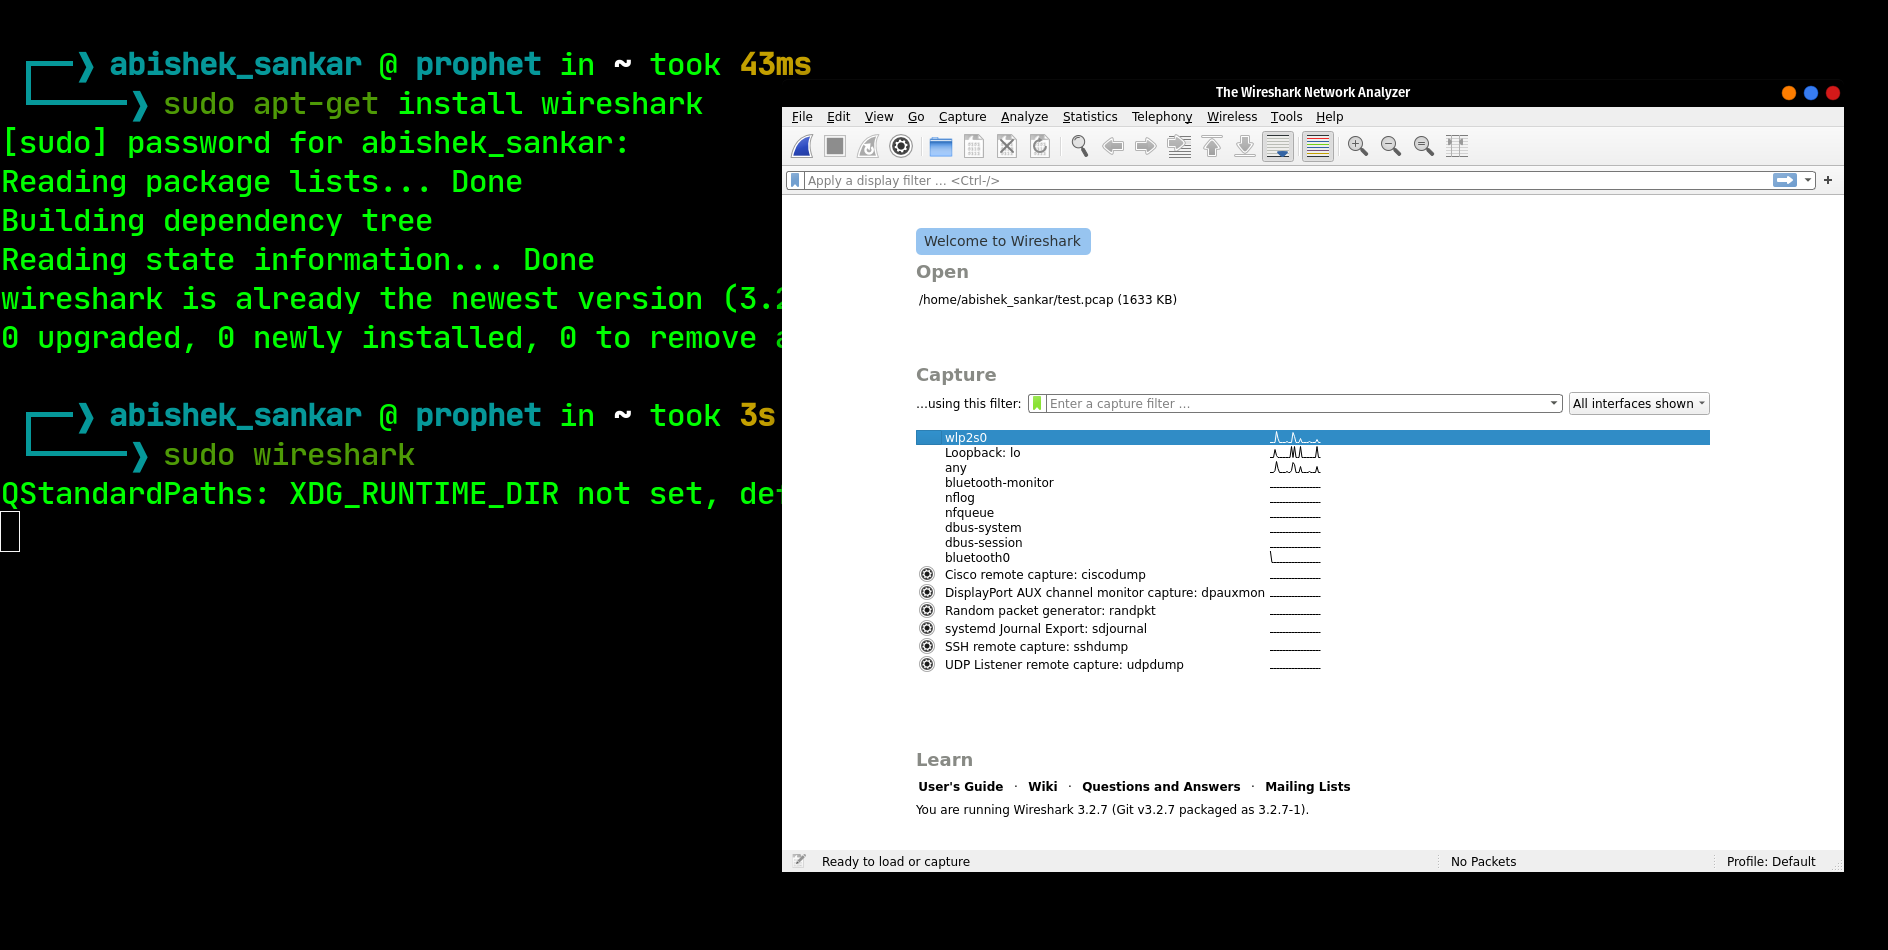 abishek_sankar @ prophet in ~ took 43ms
sudo apt-get install wireshark
[sudo] password for abishek_sankar:
Reading package lists... Done
Building dependency tree
Reading state information... Done
wireshark is already the newest version (3.2
0 upgraded, 0 newly installed, 0 to remove
abishek_sankar @ prophet in ~ took 3s
sudo wireshark
QStandardPaths: XDG_RUNTIME_DIR not set, def
The Wireshark Network Analyzer
File Edit View Go Capture Analyze Statistics Telephony Wireless Tools Help
Apply a display filter ... <Ctrl-/>
Welcome to Wireshark
Open
/home/abishek_sankar/test.pcap (1633 KB)
Capture
...using this filter: Enter a capture filter ... All interfaces shown
wlp2s0
Loopback: lo
any
bluetooth-monitor
nflog
nfqueue
dbus-system
dbus-session
bluetooth0
Cisco remote capture: ciscodump
DisplayPort AUX channel monitor capture: dpauxmon
Random packet generator: randpkt
systemd Journal Export: sdjournal
SSH remote capture: sshdump
UDP Listener remote capture: udpdump
Learn
User's Guide · Wiki · Questions and Answers · Mailing Lists
You are running Wireshark 3.2.7 (Git v3.2.7 packaged as 3.2.7-1).
Ready to load or capture No Packets Profile: Default